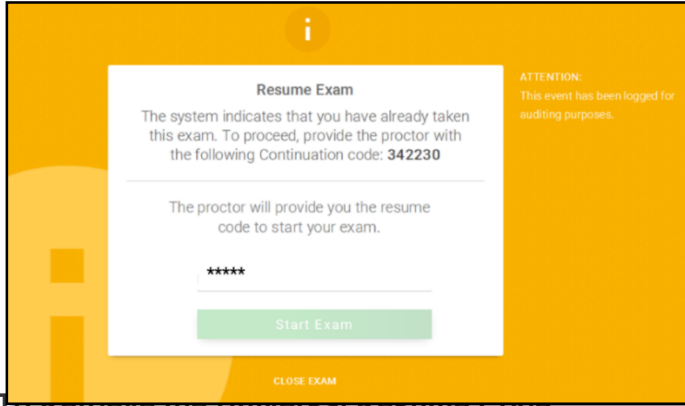 i
Resume Exam
The system indicates that you have already taken
this exam. To proceed, provide the proctor with
the following Continuation code: 342230
The proctor will provide you the resume
code to start your exam.
*****
Start Exam
CLOSE EXAM
ATTENTION:
This event has been logged for
auditing purposes.